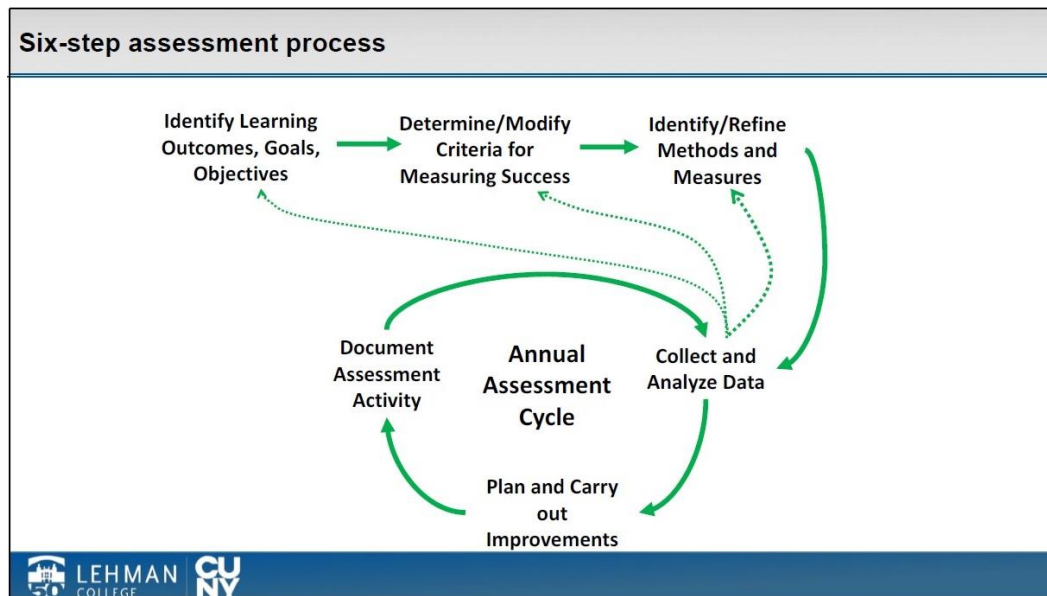 Six-step assessment process
Identify Learning
Outcomes, Goals,
Objectives
Determine/Modify
Criteria for
Measuring Success
Identify/Refine
Methods and
Measures
Document
Assessment
Activity
Annual
Assessment
Cycle
Collect and
Analyze Data
Plan and Carry
out
Improvements
50
LEHMAN
COLLEGE
CU
NY